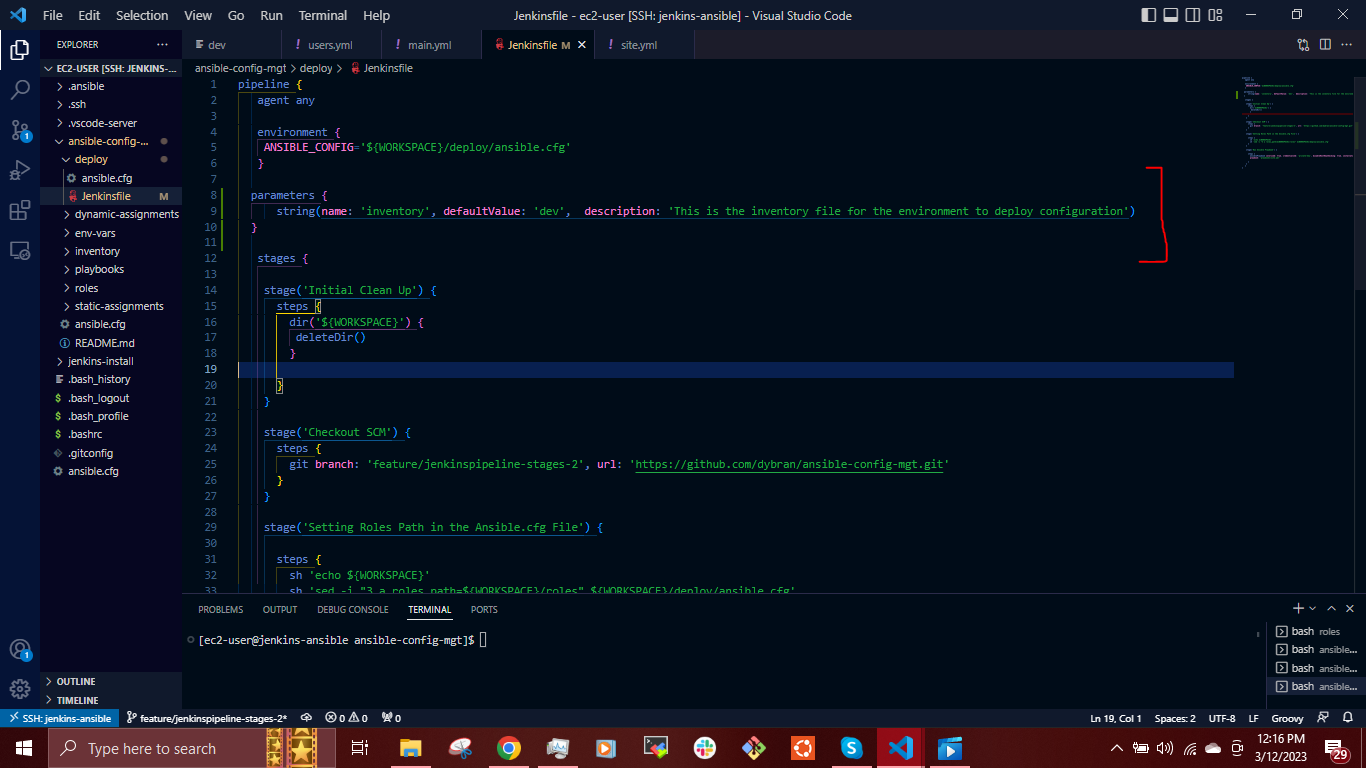 File Edit Selection View Go Run Terminal Help
Jenkinsfile - ec2-user [SSH: jenkins-ansible] - Visual Studio Code
EXPLORER
dev
users.yml
main.yml
Jenkinsfile M
site.yml
EC2-USER [SSH: JENKINS-...
.ansible
.ssh
.vscode-server
ansible-config-...
deploy
ansible.cfg
Jenkinsfile M
dynamic-assignments
env-vars
inventory
playbooks
roles
static-assignments
ansible.cfg
README.md
jenkins-install
.bash_history
.bash_logout
.bash_profile
.bashrc
.gitconfig
ansible.cfg
OUTLINE
TIMELINE
ansible-config-mgt > deploy > Jenkinsfile
1 pipeline {
2 agent any
3
4 environment {
5 ANSIBLE_CONFIG='${WORKSPACE}/deploy/ansible.cfg'
6 }
7
8 parameters {
9 string(name: 'inventory', defaultValue: 'dev', description: 'This is the inventory file for the environment to deploy configuration')
10 }
11
12 stages {
13
14 stage('Initial Clean Up') {
15 steps {
16 dir('${WORKSPACE}') {
17 deleteDir()
18 }
19
20 }
21 }
22
23 stage('Checkout SCM') {
24 steps {
25 git branch: 'feature/jenkinspipeline-stages-2', url: 'https://github.com/dybran/ansible-config-mgt.git'
26 }
27 }
28
29 stage('Setting Roles Path in the Ansible.cfg File') {
30
31 steps {
32 sh 'echo ${WORKSPACE}'
33 sh 'sed -i "3 a roles_path=${WORKSPACE}/roles" ${WORKSPACE}/deploy/ansible.cfg'
PROBLEMS OUTPUT DEBUG CONSOLE TERMINAL PORTS
[ec2-user@jenkins-ansible ansible-config-mgt]$
bash roles
bash ansible...
bash ansible...
bash ansible...
SSH: jenkins-ansible feature/jenkinspipeline-stages-2* 0 0 0
Ln 19, Col 1 Spaces: 2 UTF-8 LF Groovy
Type here to search
12:16 PM
3/12/2023
29